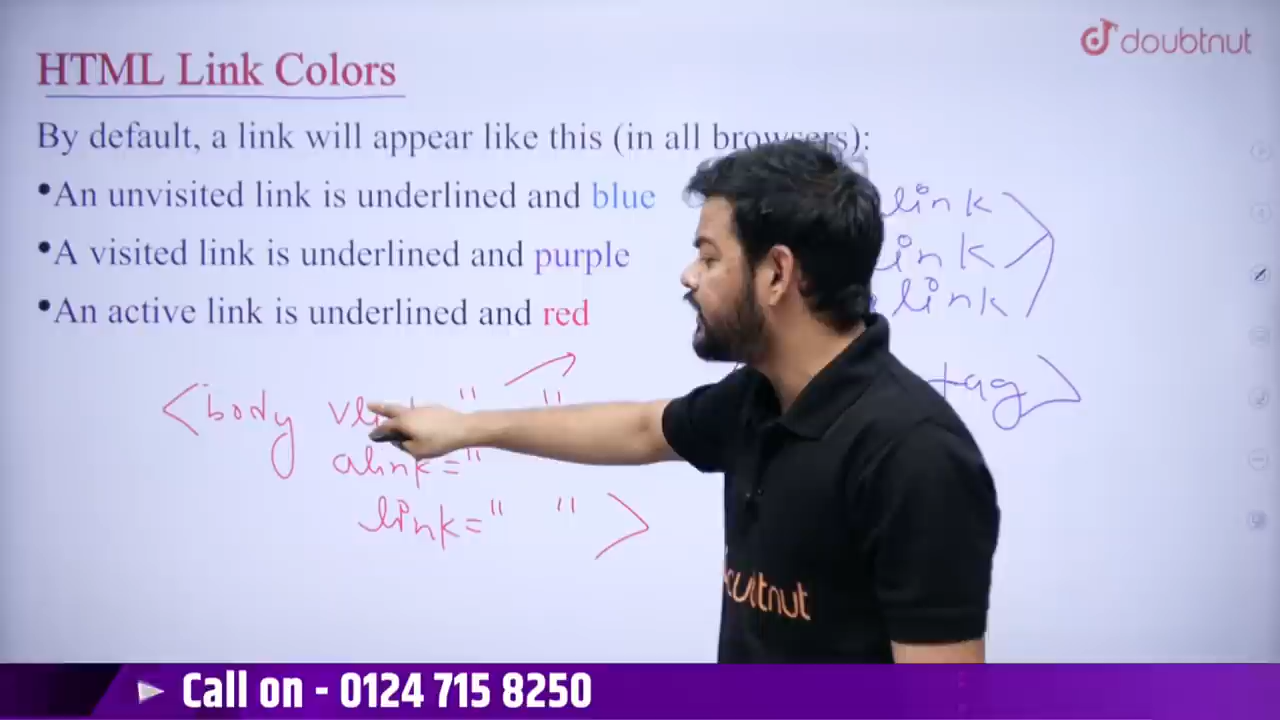 doubtnut
HTML Link Colors
By default, a link will appear like this (in all browsers):
•An unvisited link is underlined and blue
•A visited link is underlined and purple
•An active link is underlined and red
link
link
link
tag
<body " "
alink="
link=" ">
doubtnut
Call on - 0124 715 8250